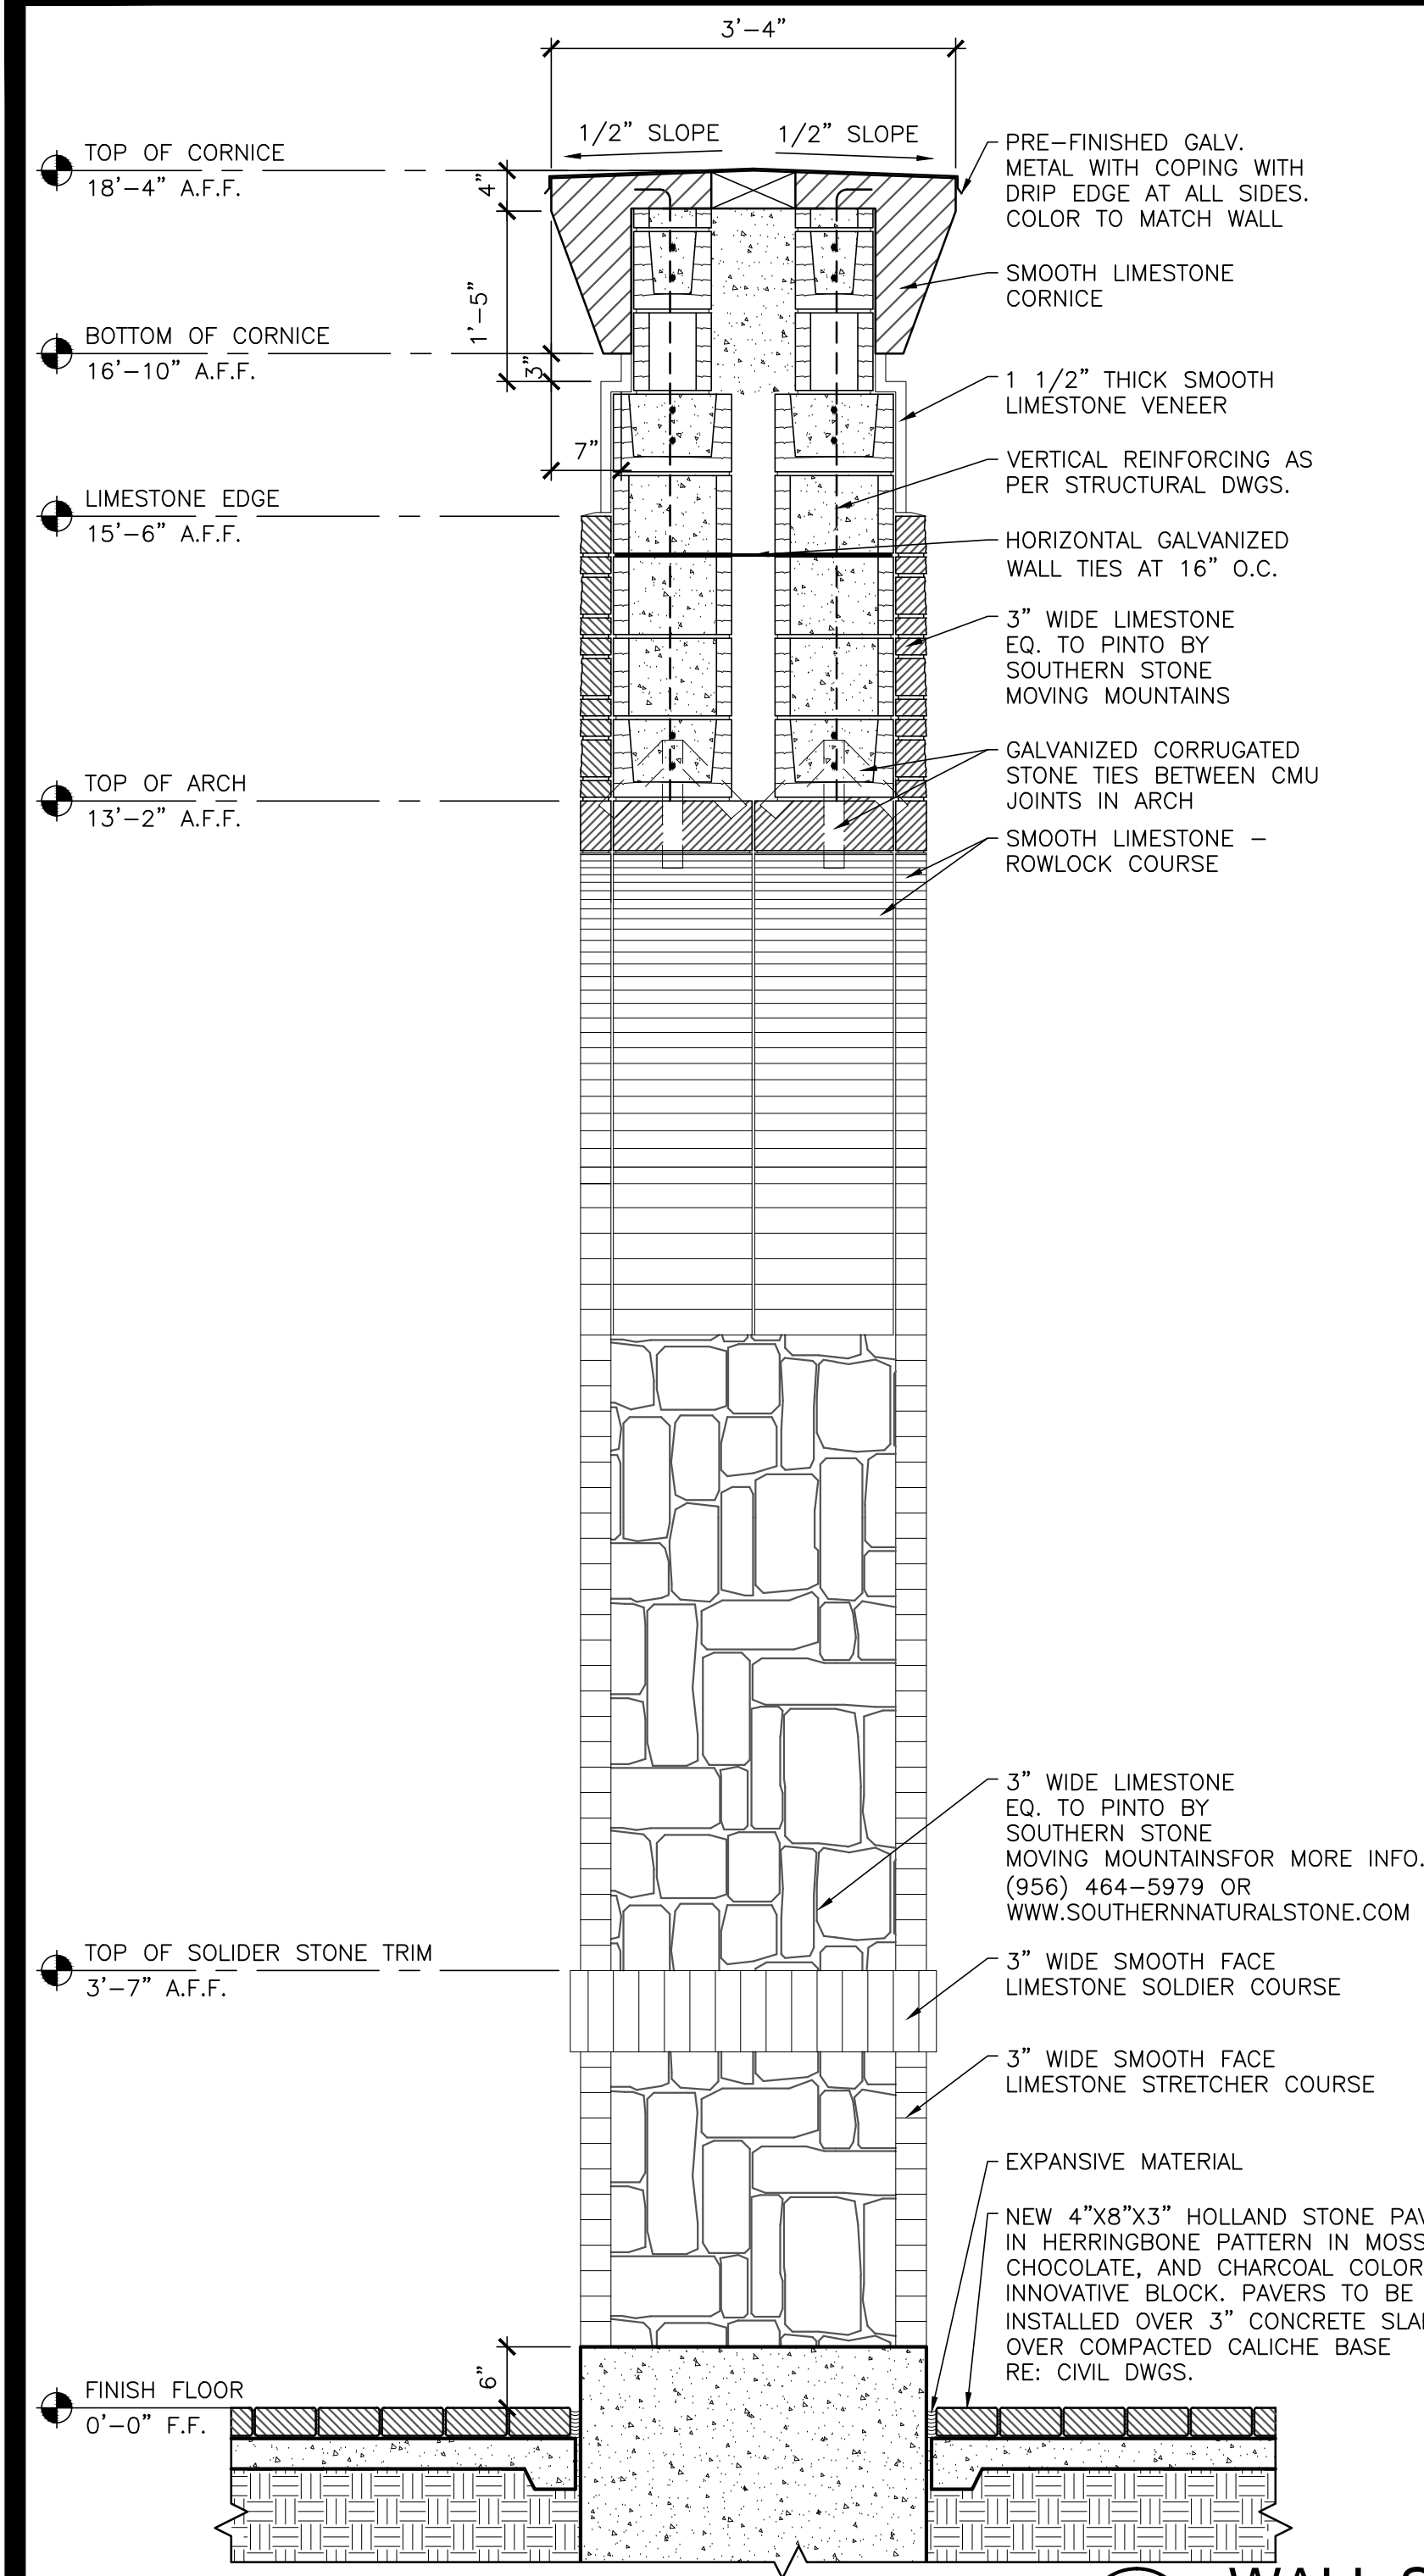 3'-4"
1/2" SLOPE
1/2" SLOPE
TOP OF CORNICE
18'-4" A.F.F.
4"
PRE-FINISHED GALV.
METAL WITH COPING WITH
DRIP EDGE AT ALL SIDES.
COLOR TO MATCH WALL
SMOOTH LIMESTONE
CORNICE
1'-5"
BOTTOM OF CORNICE
16'-10" A.F.F.
3"
1 1/2" THICK SMOOTH
LIMESTONE VENEER
7"
VERTICAL REINFORCING AS
PER STRUCTURAL DWGS.
LIMESTONE EDGE
15'-6" A.F.F.
HORIZONTAL GALVANIZED
WALL TIES AT 16" O.C.
3" WIDE LIMESTONE
EQ. TO PINTO BY
SOUTHERN STONE
MOVING MOUNTAINS
GALVANIZED CORRUGATED
STONE TIES BETWEEN CMU
JOINTS IN ARCH
TOP OF ARCH
13'-2" A.F.F.
SMOOTH LIMESTONE -
ROWLOCK COURSE
3" WIDE LIMESTONE
EQ. TO PINTO BY
SOUTHERN STONE
MOVING MOUNTAINSFOR MORE INFO.
(956) 464-5979 OR
WWW.SOUTHERNNATURALSTONE.COM
TOP OF SOLIDER STONE TRIM
3'-7" A.F.F.
3" WIDE SMOOTH FACE
LIMESTONE SOLDIER COURSE
3" WIDE SMOOTH FACE
LIMESTONE STRETCHER COURSE
EXPANSIVE MATERIAL
NEW 4"X8"X3" HOLLAND STONE PAV
IN HERRINGBONE PATTERN IN MOSS
CHOCOLATE, AND CHARCOAL COLOR
INNOVATIVE BLOCK. PAVERS TO BE
INSTALLED OVER 3" CONCRETE SLAB
OVER COMPACTED CALICHE BASE
RE: CIVIL DWGS.
6"
FINISH FLOOR
0'-0" F.F.
WALL S